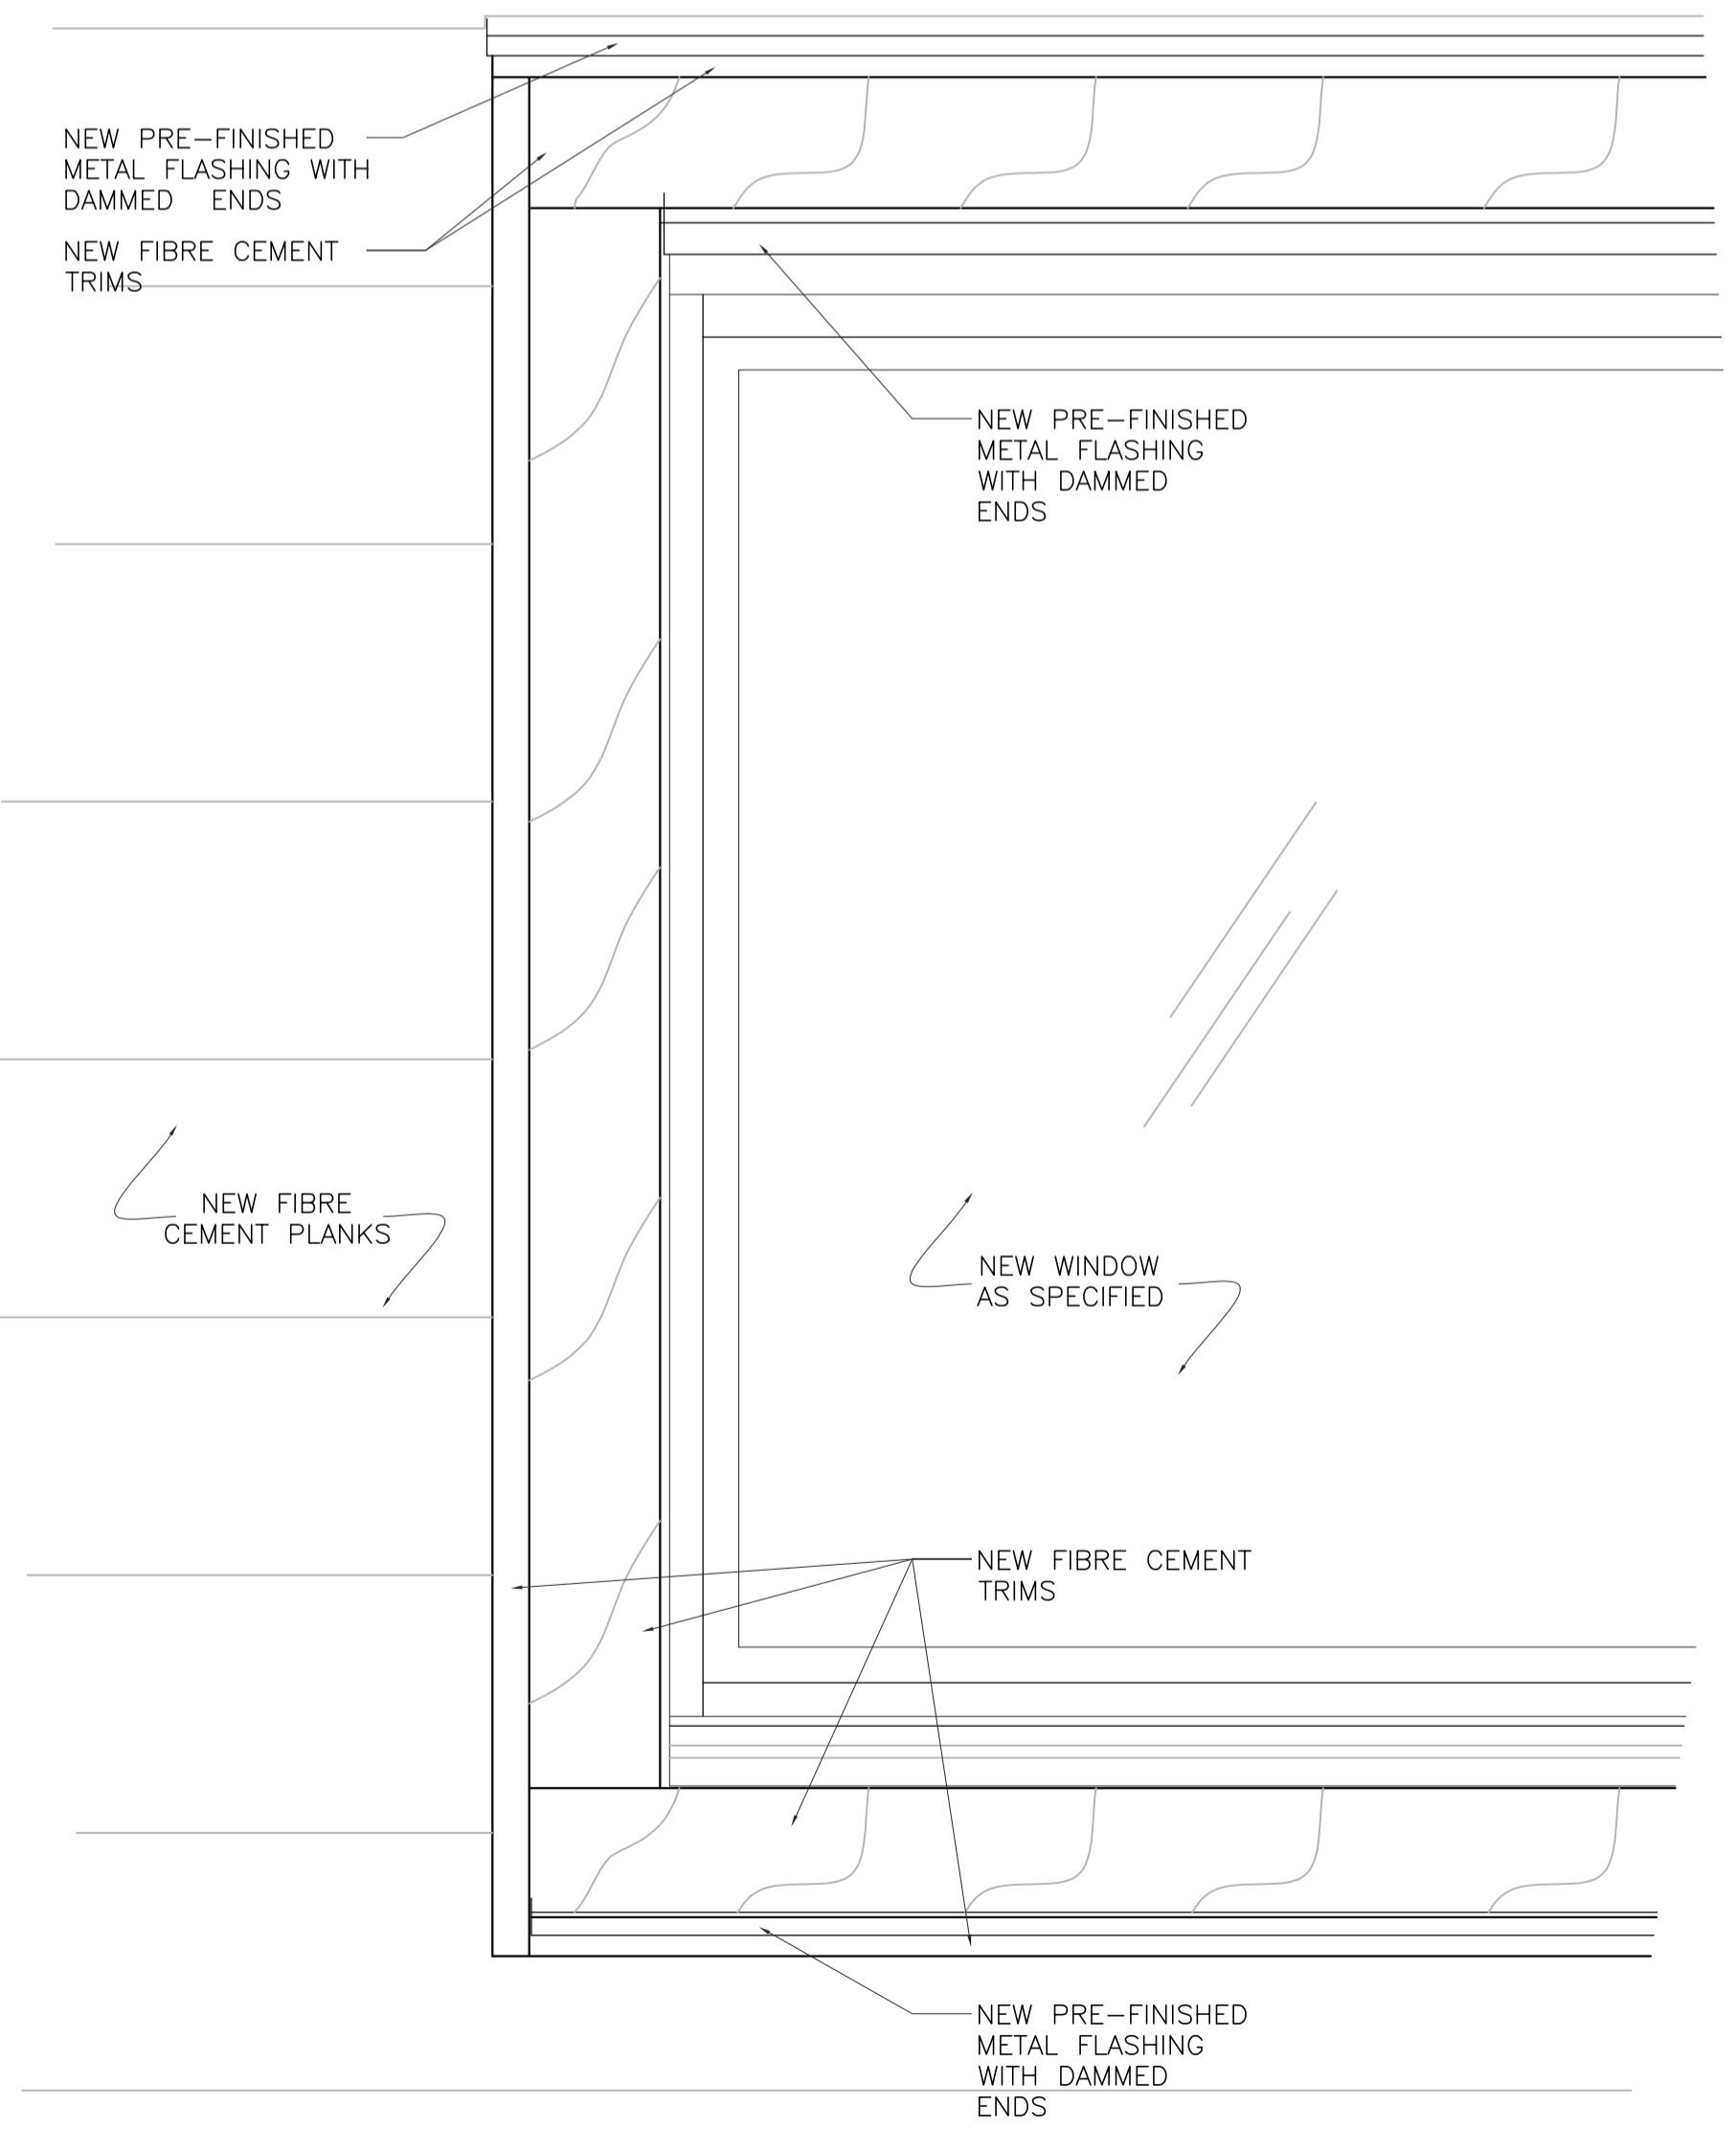 NEW PRE-FINISHED
METAL FLASHING WITH
DAMMED ENDS
NEW FIBRE CEMENT
TRIMS
NEW PRE-FINISHED
METAL FLASHING
WITH DAMMED
ENDS
NEW FIBRE
CEMENT PLANKS
NEW WINDOW
AS SPECIFIED
NEW FIBRE CEMENT
TRIMS
NEW PRE-FINISHED
METAL FLASHING
WITH DAMMED
ENDS